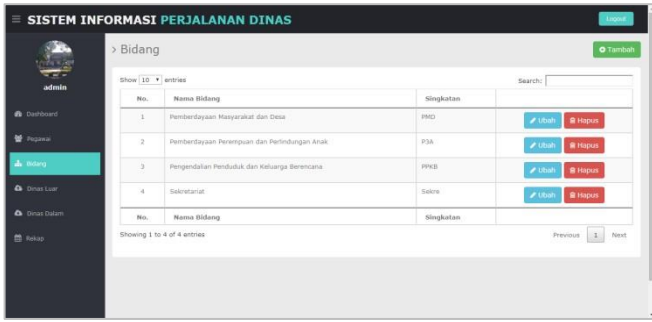 SISTEM INFORMASI PERJALANAN DINAS
Logout
admin
Dashboard
Pegawai
Bidang
Dinas Luar
Dinas Dalam
Rekap
> Bidang
Tambah
Show 10 entries
Search:
No. Nama Bidang Singkatan
1 Pemberdayaan Masyarakat dan Desa PMD Ubah Hapus
2 Pemberdayaan Perempuan dan Perlindungan Anak P3A Ubah Hapus
3 Pengendalian Penduduk dan Keluarga Berencana PPKB Ubah Hapus
4 Sekretariat Sekre Ubah Hapus
No. Nama Bidang Singkatan
Showing 1 to 4 of 4 entries
Previous 1 Next